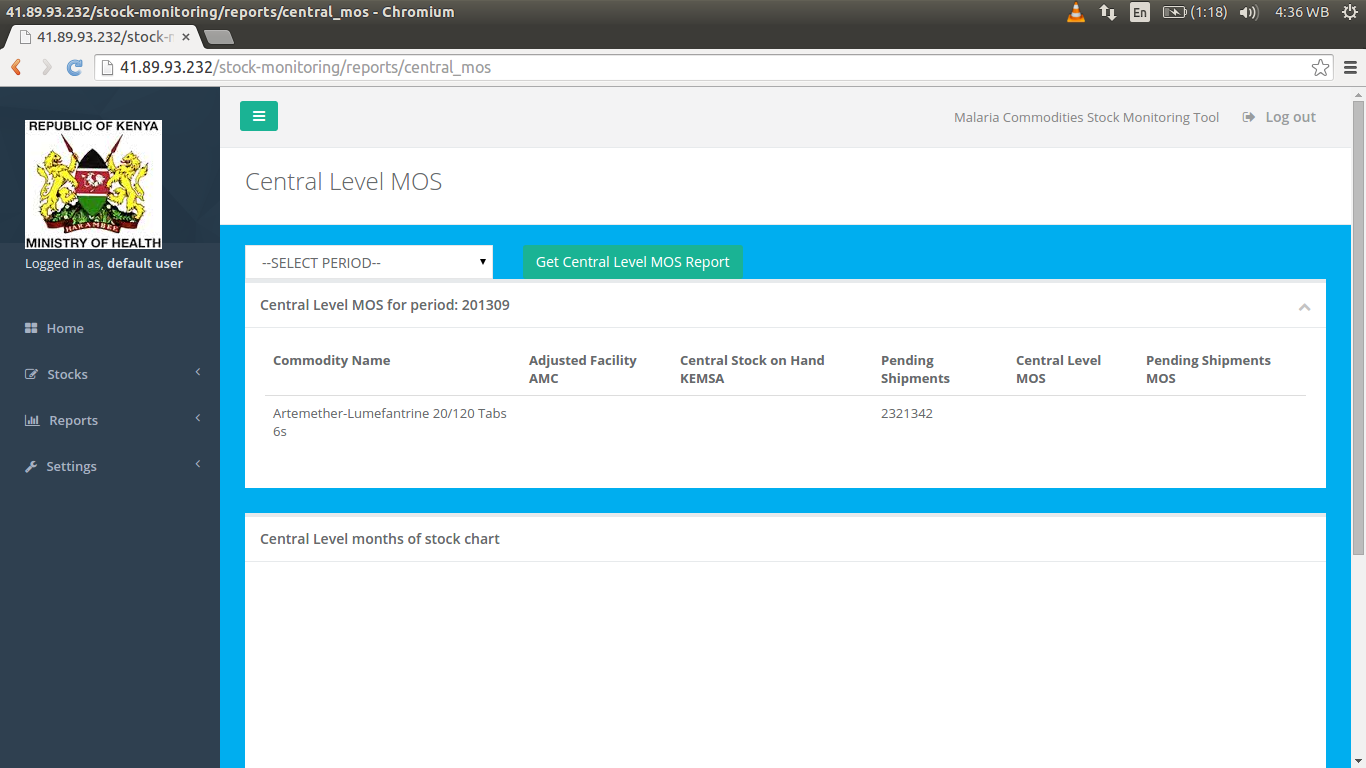 41.89.93.232/stock-monitoring/reports/central_mos - Chromium
En
(1:18)
4:36 WB
41.89.93.232/stock-r
41.89.93.232/stock-monitoring/reports/central_mos
REPUBLIC OF KENYA
HARAMBEE
MINISTRY OF HEALTH
Logged in as, default user
Home
Stocks
Reports
Settings
Malaria Commodities Stock Monitoring Tool
Log out
Central Level MOS
--SELECT PERIOD--
Get Central Level MOS Report
Central Level MOS for period: 201309
Commodity Name
Adjusted Facility
AMC
Central Stock on Hand
KEMSA
Pending
Shipments
Central Level
MOS
Pending Shipments
MOS
Artemether-Lumefantrine 20/120 Tabs
6s
2321342
Central Level months of stock chart